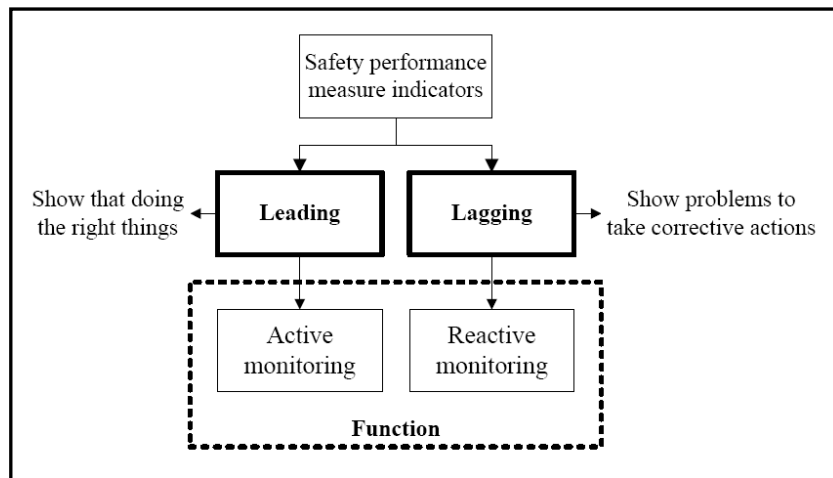 Safety performance
measure indicators
Show that doing
the right things
Leading
Lagging
Show problems to
take corrective actions
Active
monitoring
Reactive
monitoring
Function